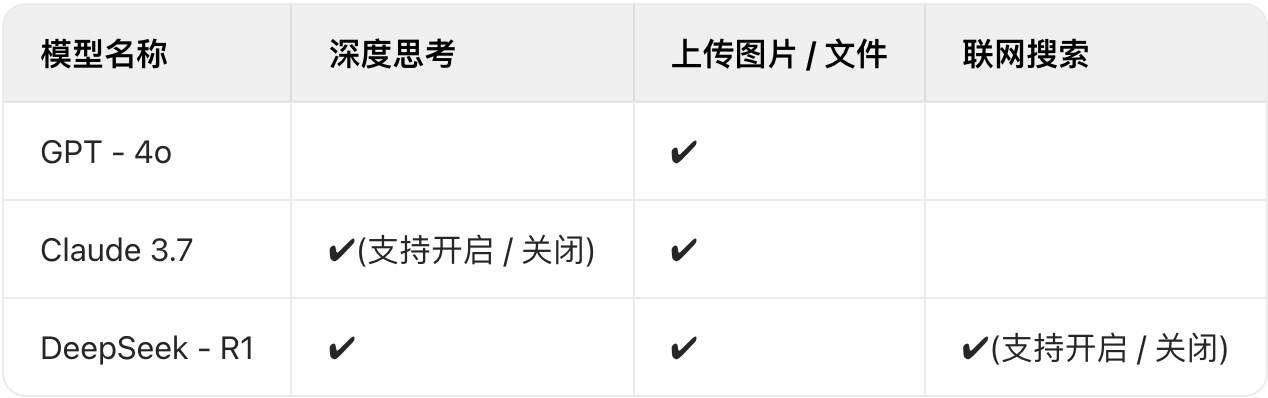 模型名称 深度思考 上传图片 / 文件 联网搜索
GPT - 4o ✔
Claude 3.7 ✔(支持开启 / 关闭) ✔
DeepSeek - R1 ✔ ✔ ✔(支持开启 / 关闭)